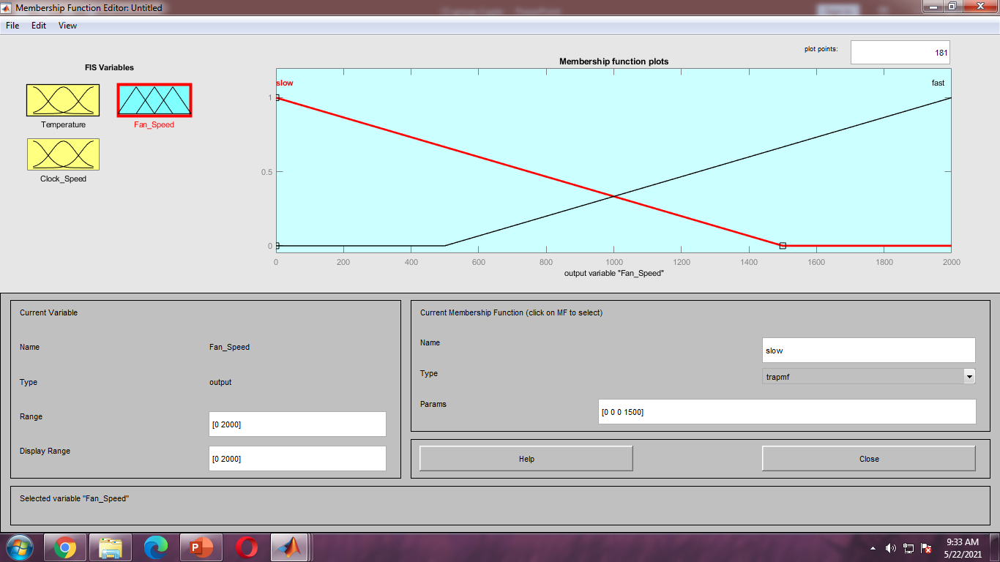 Membership Function Editor: Untitled
File Edit View
plot points: 181
FIS Variables
Membership function plots
Temperature
Fan_Speed
Clock_Speed
slow
fast
1
0.5
0
0 200 400 600 800 1000 1200 1400 1600 1800 2000
output variable "Fan_Speed"
Current Variable
Name Fan_Speed
Type output
Range [0 2000]
Display Range [0 2000]
Current Membership Function (click on MF to select)
Name slow
Type trapmf
Params [0 0 0 1500]
Help Close
Selected variable "Fan_Speed"
9:33 AM
5/22/2021